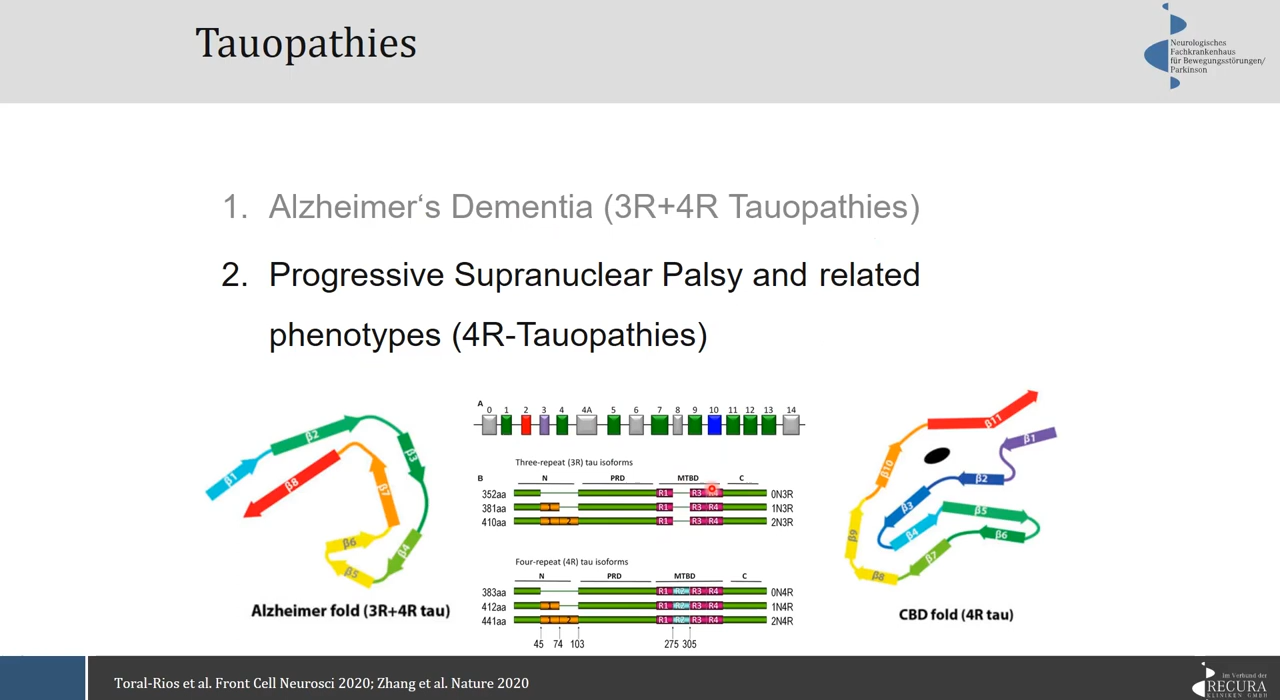 Tauopathies
Neurologisches
Fachkrankenhaus
für Bewegungsstörungen/
Parkinson
1. Alzheimer‘s Dementia (3R+4R Tauopathies)
2. Progressive Supranuclear Palsy and related
phenotypes (4R-Tauopathies)
β1 β2 β3 β4 β5 β6 β7 β8
Alzheimer fold (3R+4R tau)
A
0 1 2 3 4 4A 5 6 7 8 9 10 11 12 13 14
Three-repeat (3R) tau isoforms
B N PRD MTBD C
352aa R1 R3 0N3R
381aa R1 R3 R4 1N3R
410aa 2 R1 R3 R4 2N3R
Four-repeat (4R) tau isoforms
N PRD MTBD C
383aa R1 R2 R3 R4 0N4R
412aa R1 R2 R3 R4 1N4R
441aa 2 R1 R2 R3 R4 2N4R
45 74 103 275 305
β1 β2 β3 β4 β5 β6 β7 β8 β9 β10 β11
CBD fold (4R tau)
Toral-Rios et al. Front Cell Neurosci 2020; Zhang et al. Nature 2020
Im Verbund der
RECURA
KLINIKEN GMBH